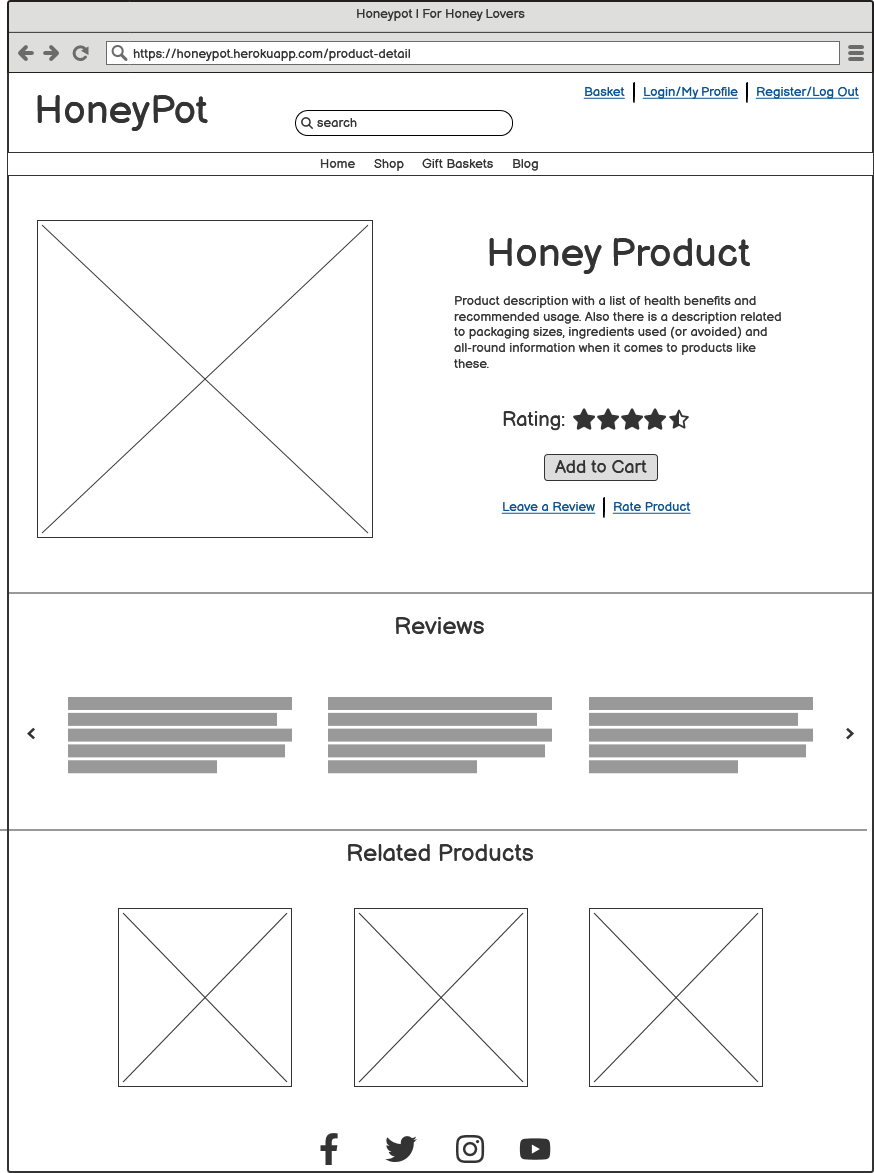 Honeypot | For Honey Lovers
https://honeypot.herokuapp.com/product-detail
Basket Login/My Profile Register/Log Out
HoneyPot
search
Home Shop Gift Baskets Blog
Honey Product
Product description with a list of health benefits and
recommended usage. Also there is a description related
to packaging sizes, ingredients used (or avoided) and
all-round information when it comes to products like
these.
Rating:
Add to Cart
Leave a Review Rate Product
Reviews
Related Products